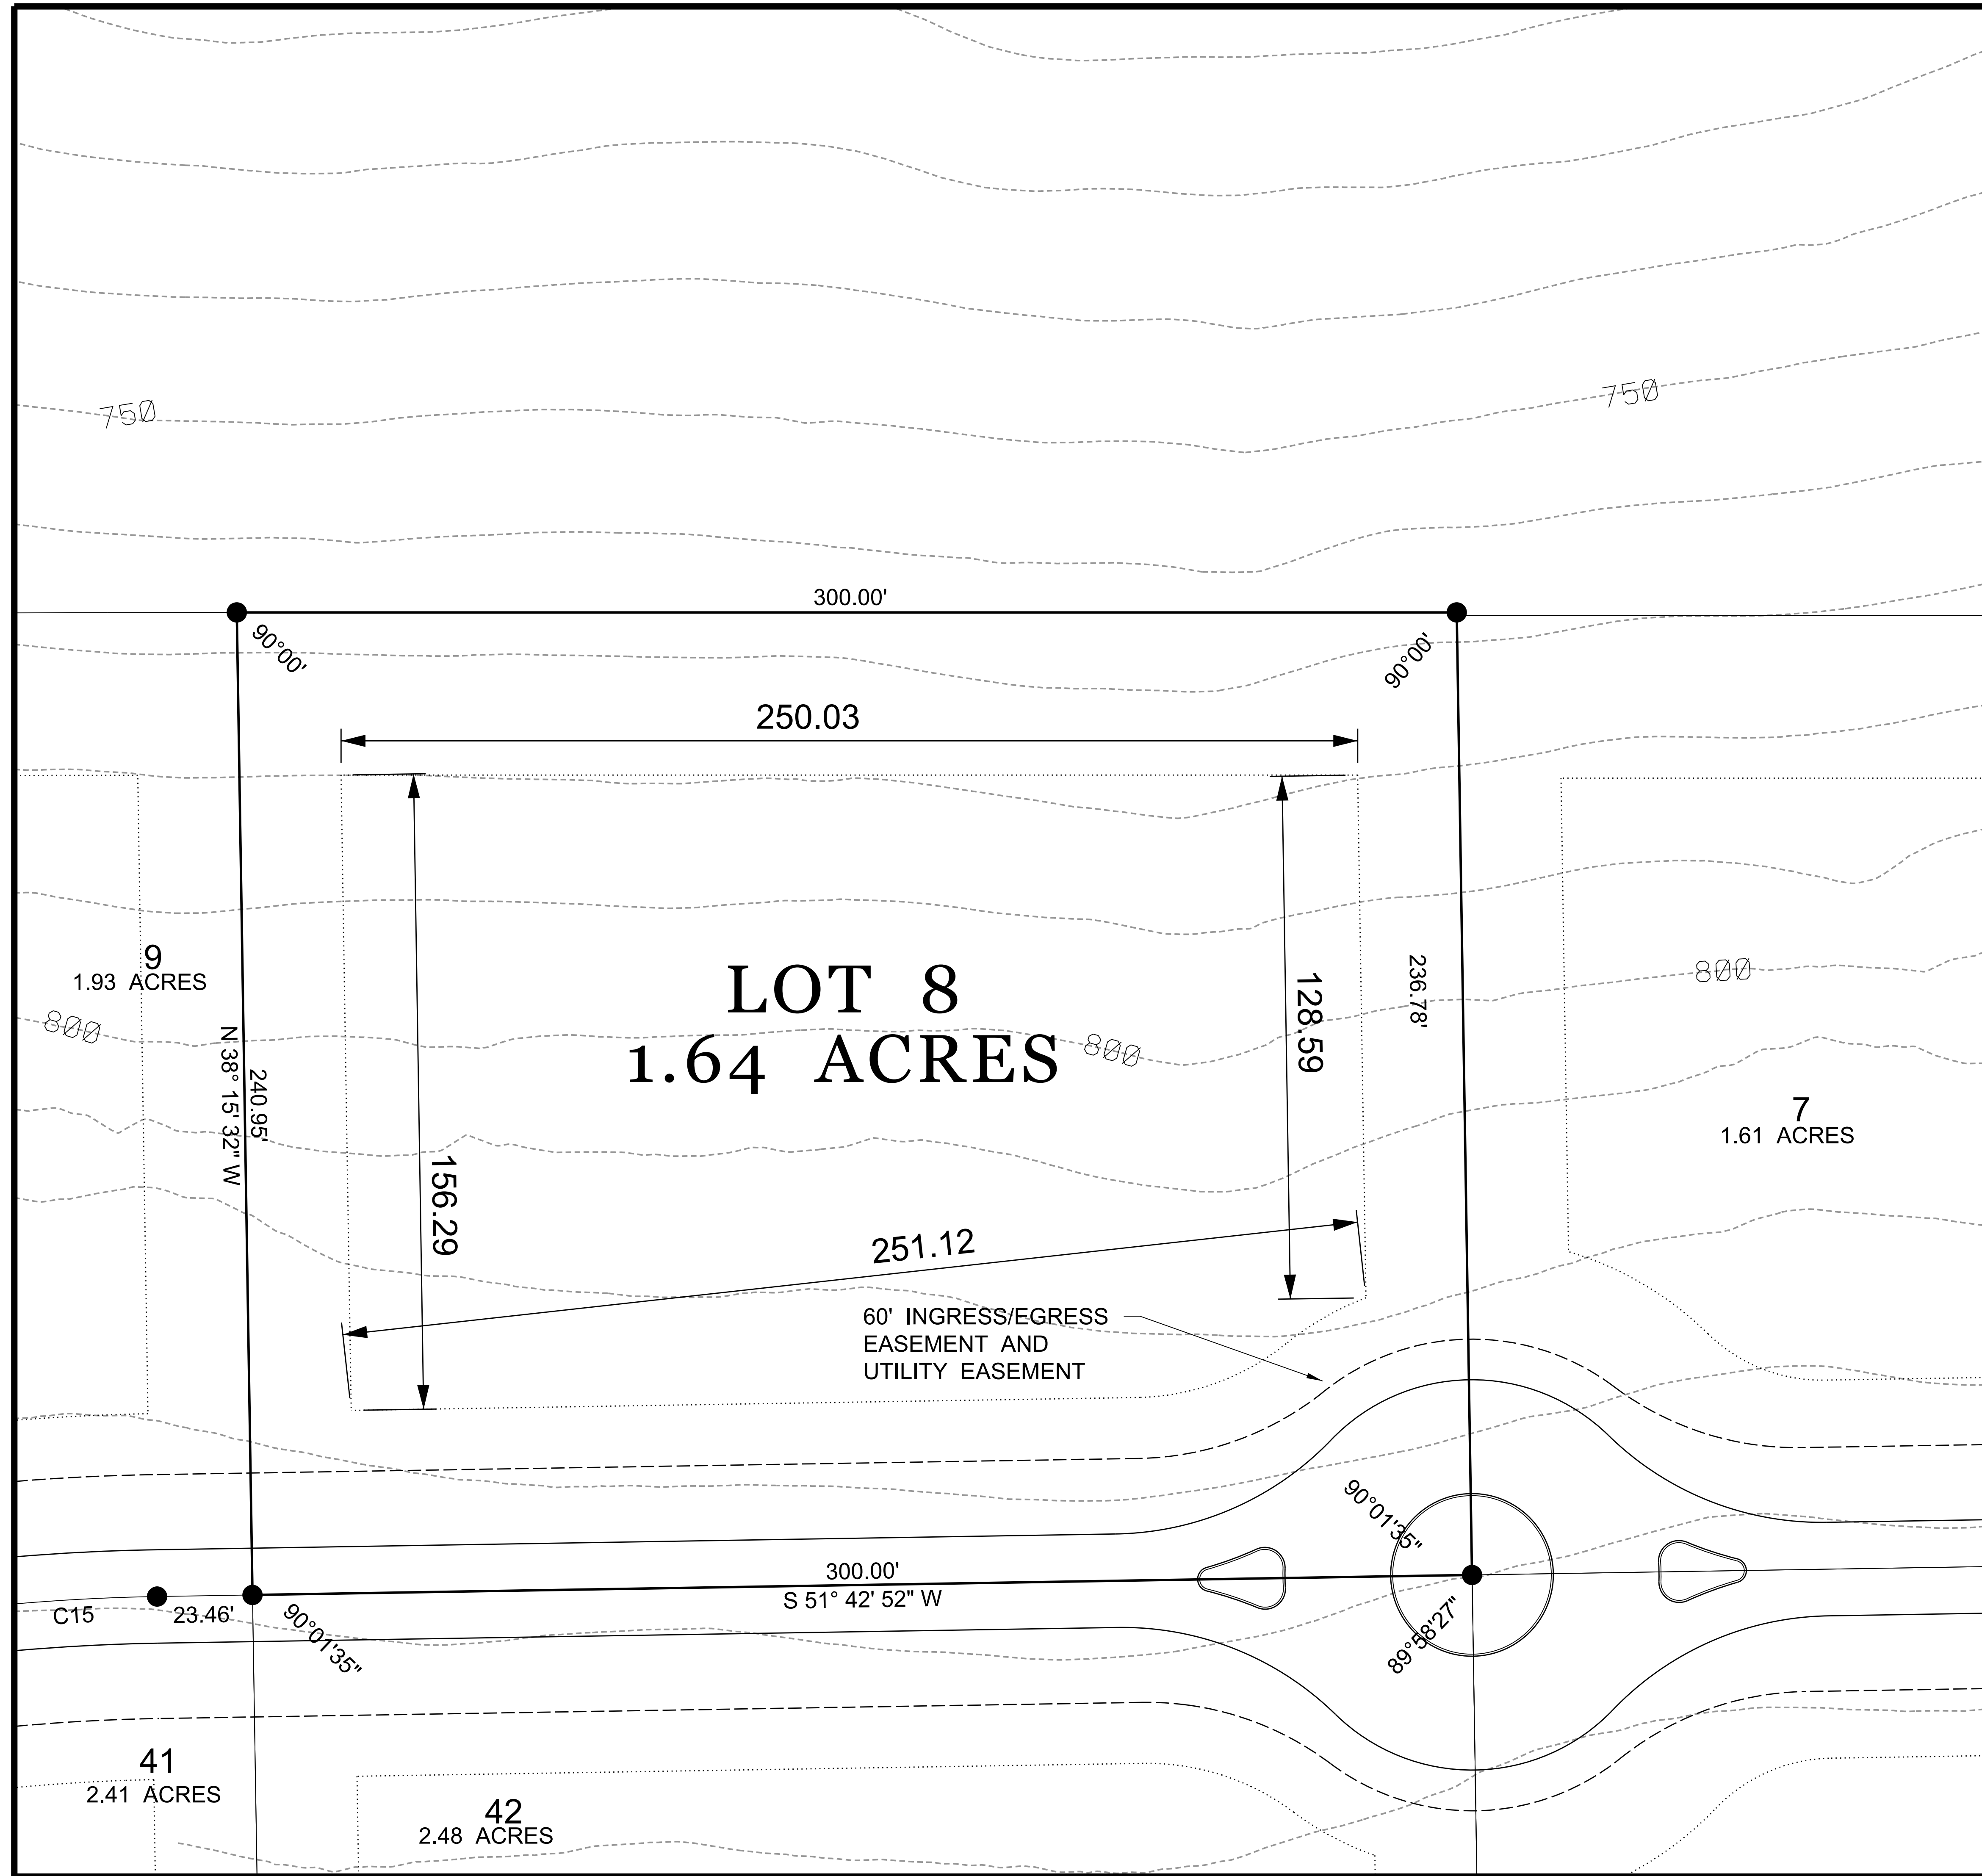 750
750
300.00'
90°00'
90°00'
250.03
9
1.93 ACRES
800
N 38° 15' 32" W
240.95'
156.29
LOT 8
1.64 ACRES
800
128.59
236.78'
800
7
1.61 ACRES
251.12
60' INGRESS/EGRESS
EASEMENT AND
UTILITY EASEMENT
90°01'35"
300.00'
S 51° 42' 52" W
C15
23.46'
90°01'35"
89°58'27"
41
2.41 ACRES
42
2.48 ACRES